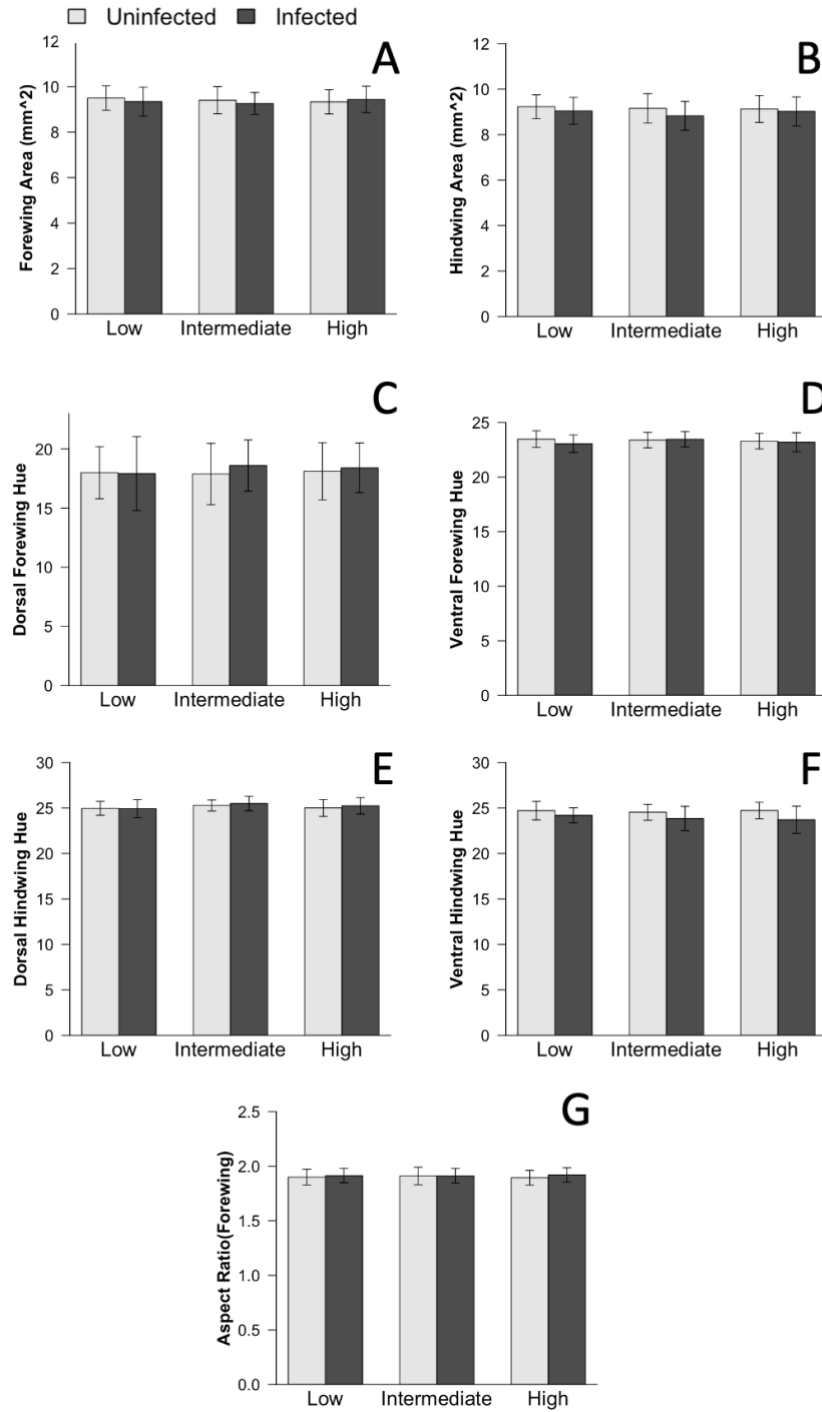 Uninfected Infected
A
Forewing Area (mm^2)
12
10
8
6
4
2
0
Low Intermediate High
B
Hindwing Area (mm^2)
12
10
8
6
4
2
0
Low Intermediate High
C
Dorsal Forewing Hue
20
15
10
5
0
Low Intermediate High
D
Ventral Forewing Hue
25
20
15
10
5
0
Low Intermediate High
E
Dorsal Hindwing Hue
30
25
20
15
10
5
0
Low Intermediate High
F
Ventral Hindwing Hue
30
25
20
15
10
5
0
Low Intermediate High
G
Aspect Ratio(Forewing)
2.5
2.0
1.5
1.0
0.5
0.0
Low Intermediate High